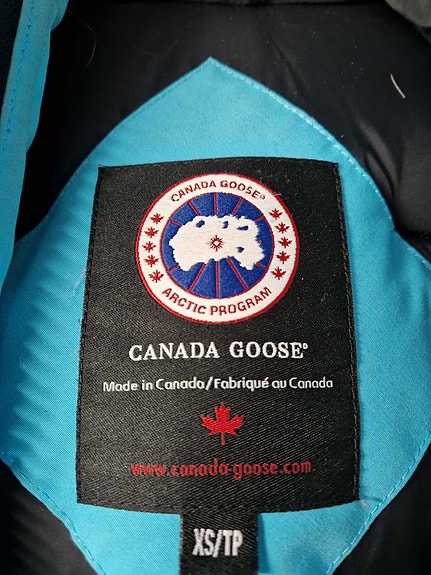 CANADA GOOSE®
ARCTIC PROGRAM
CANADA GOOSE®
Made in Canada/Fabriqué au Canada
www.canada-goose.com
XS/TP